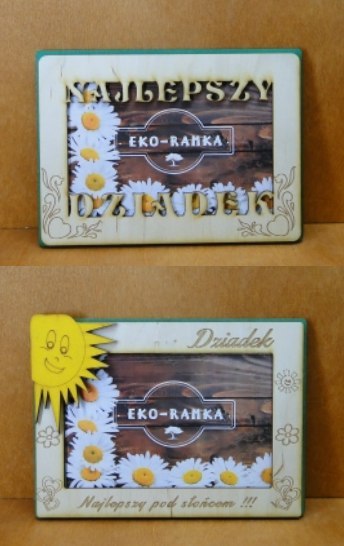 NAJLEPSZY
EKO-RAMKA
DZIADEK
Dziadek
EKO-RAMKA
Najlepszy pod słońcem !!!